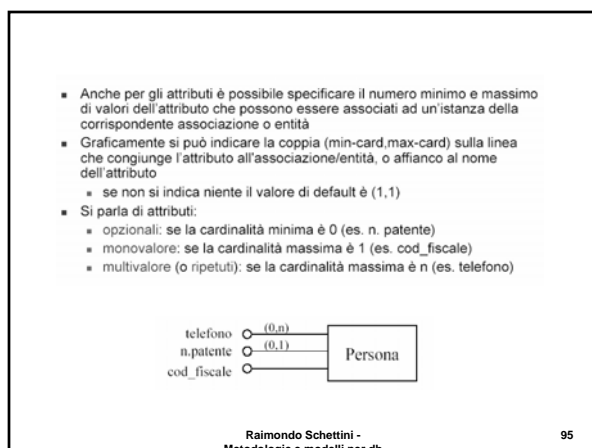 Anche per gli attributi è possibile specificare il numero minimo e massimo
di valori dell'attributo che possono essere associati ad un'istanza della
corrispondente associazione o entità
Graficamente si può indicare la coppia (min-card,max-card) sulla linea
che congiunge l'attributo all'associazione/entità, o affianco al nome
dell'attributo
se non si indica niente il valore di default è (1,1)
Si parla di attributi:
opzionali: se la cardinalità minima è 0 (es. n. patente)
monovalore: se la cardinalità massima è 1 (es. cod_fiscale)
multivalore (o ripetuti): se la cardinalità massima è n (es. telefono)
telefono (0,n)
n.patente (0,1) Persona
cod_fiscale
Raimondo Schettini - 95
Metodologie e modelli per db